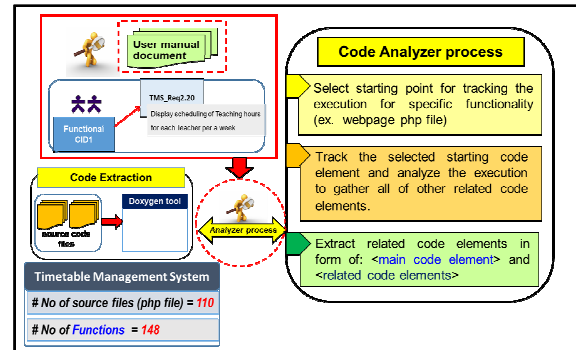 User manual
document
TMS_Req2.20
Display scheduling of Teaching hours
for each Teacher per a week
Functional
CID1
Code Extraction
Doxygen tool
source code
files
Analyzer process
Timetable Management System
# No of source files (php file) = 110
# No of Functions = 148
Code Analyzer process
Select starting point for tracking the
execution for specific functionality
(ex. webpage php file)
Track the selected starting code
element and analyze the execution
to gather all of other related code
elements.
Extract related code elements in
form of: <main code element> and
<related code elements>